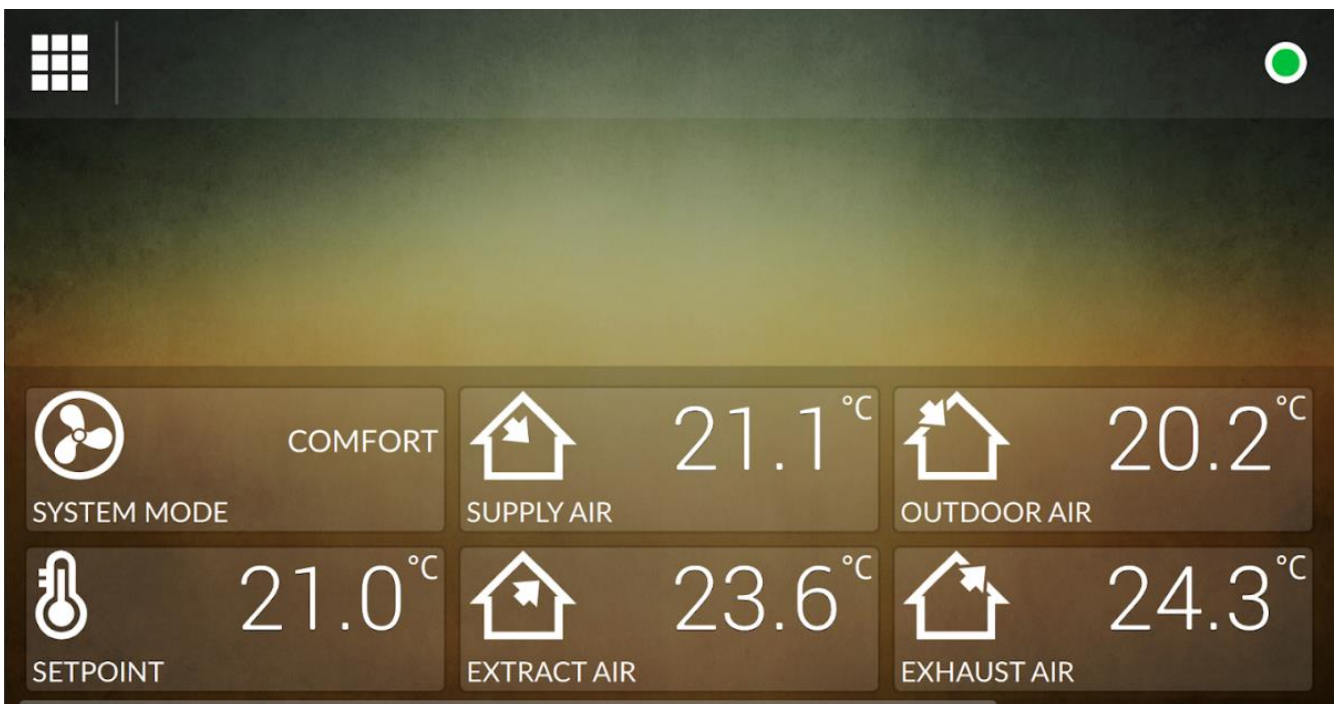 COMFORT
SYSTEM MODE
21.1 °C
SUPPLY AIR
20.2 °C
OUTDOOR AIR
21.0 °C
SETPOINT
23.6 °C
EXTRACT AIR
24.3 °C
EXHAUST AIR